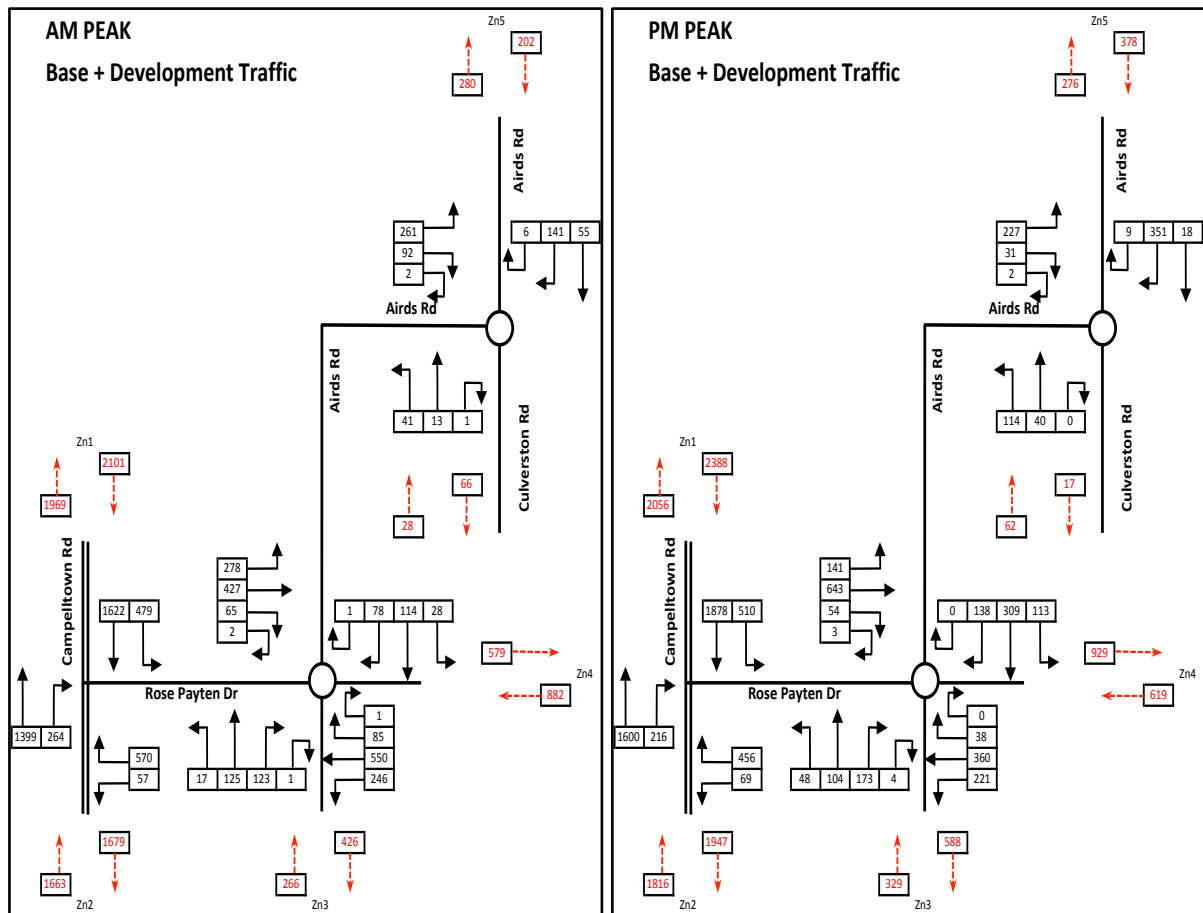 AM PEAK
Base + Development Traffic
Zn5
202
280
Airds Rd
261
92
2
6 141 55
Airds Rd
Airds Rd
41 13 1
Culverston Rd
66
28
Zn1
2101
1969
Campelltown Rd
278
427
65
2
1622 479
1 78 114 28
579
Zn4
882
Rose Payten Dr
1399 264
570
57
17 125 123 1
1
85
550
246
1679
1663
Zn2
426
266
Zn3
PM PEAK
Base + Development Traffic
Zn5
378
276
Airds Rd
227
31
2
9 351 18
Airds Rd
Airds Rd
114 40 0
Culverston Rd
17
62
Zn1
2388
2056
Campelltown Rd
141
643
54
3
1878 510
0 138 309 113
929
Zn4
619
Rose Payten Dr
1600 216
456
69
48 104 173 4
0
38
360
221
1947
1816
Zn2
588
329
Zn3